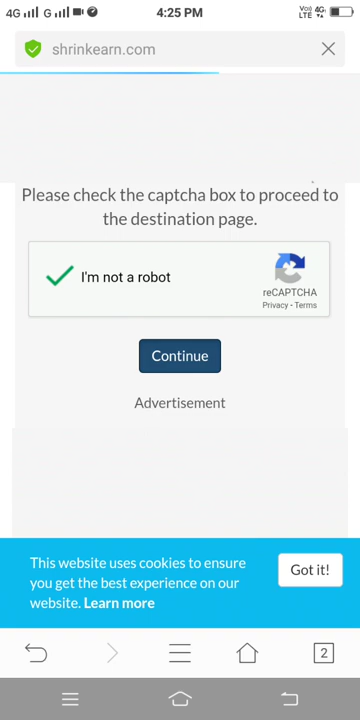 4G G 4:25 PM Vo) LTE 4G
shrinkearn.com
Please check the captcha box to proceed to
the destination page.
I'm not a robot
reCAPTCHA
Privacy - Terms
Continue
Advertisement
This website uses cookies to ensure
you get the best experience on our
website. Learn more
Got it!
2